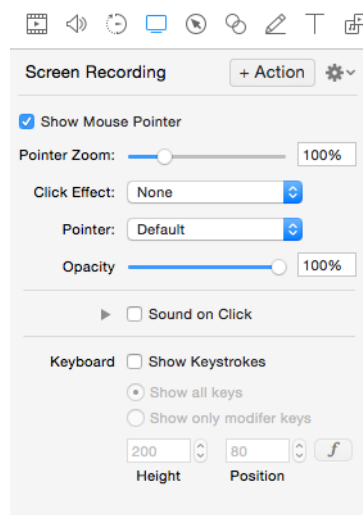 Screen Recording + Action
Show Mouse Pointer
Pointer Zoom: 100%
Click Effect: None
Pointer: Default
Opacity 100%
Sound on Click
Keyboard Show Keystrokes
Show all keys
Show only modifer keys
200 80 f
Height Position